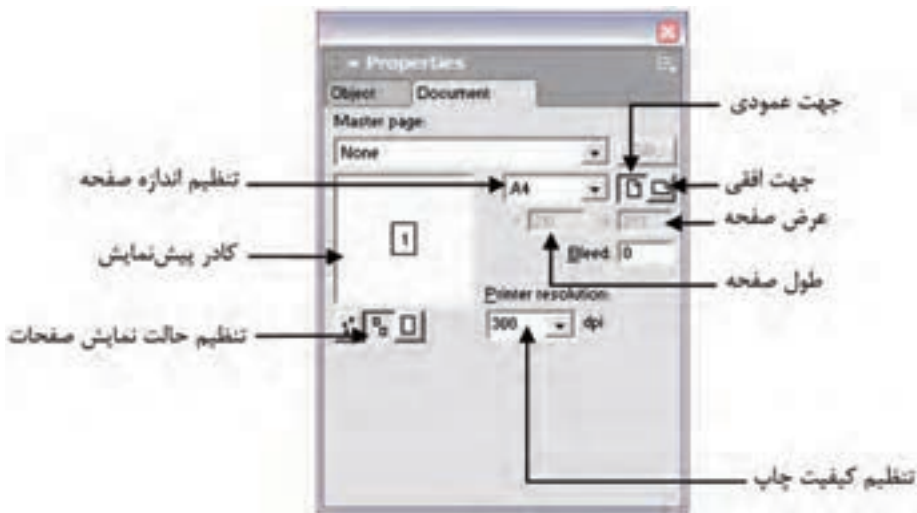 Properties
Object
Document
Master page:
None
A4
1
Bleed: 0
Printer resolution:
300 dpi
جهت عمودی
جهت افقی
عرض صفحه
طول صفحه
تنظیم کیفیت چاپ
تنظیم اندازه صفحه
کادر پیش‌نمایش
تنظیم حالت نمایش صفحات